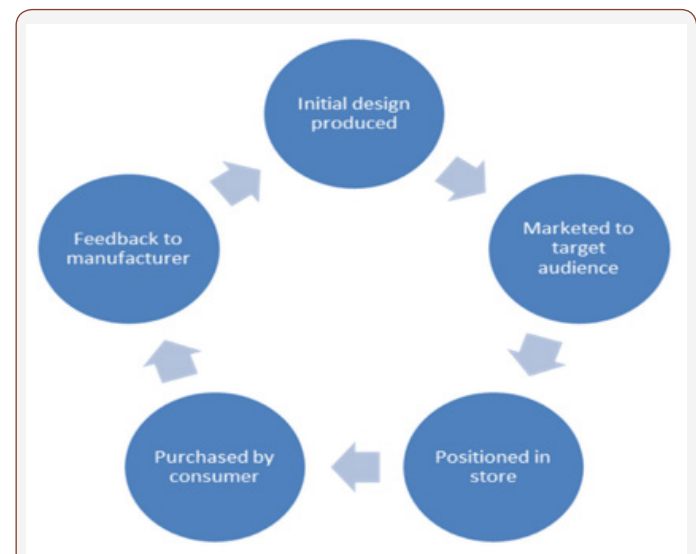 Initial design
produced
Marketed to
target
audience
Positioned in
store
Purchased by
consumer
Feedback to
manufacturer